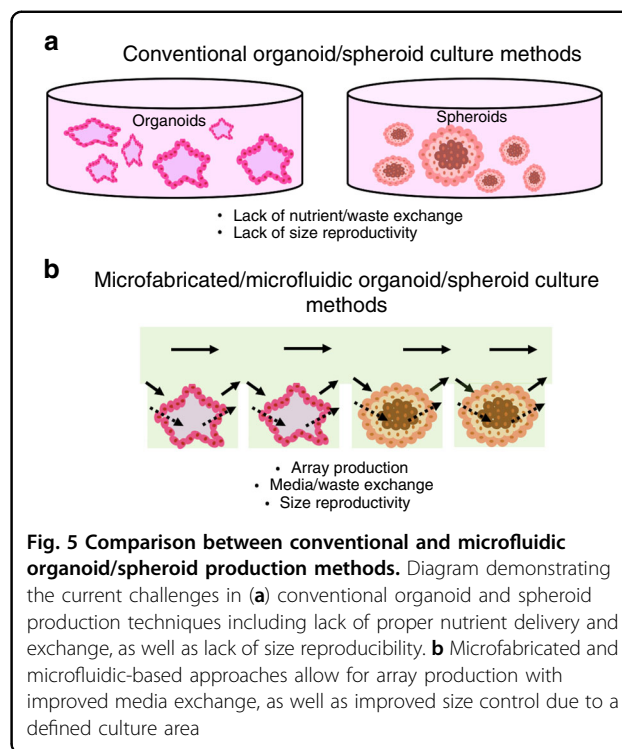 a
Conventional organoid/spheroid culture methods
Organoids
Spheroids
• Lack of nutrient/waste exchange
• Lack of size reproductivity
b
Microfabricated/microfluidic organoid/spheroid culture
methods
• Array production
• Media/waste exchange
• Size reproductivity
Fig. 5 Comparison between conventional and microfluidic
organoid/spheroid production methods. Diagram demonstrating
the current challenges in (a) conventional organoid and spheroid
production techniques including lack of proper nutrient delivery and
exchange, as well as lack of size reproducibility. b Microfabricated and
microfluidic-based approaches allow for array production with
improved media exchange, as well as improved size control due to a
defined culture area